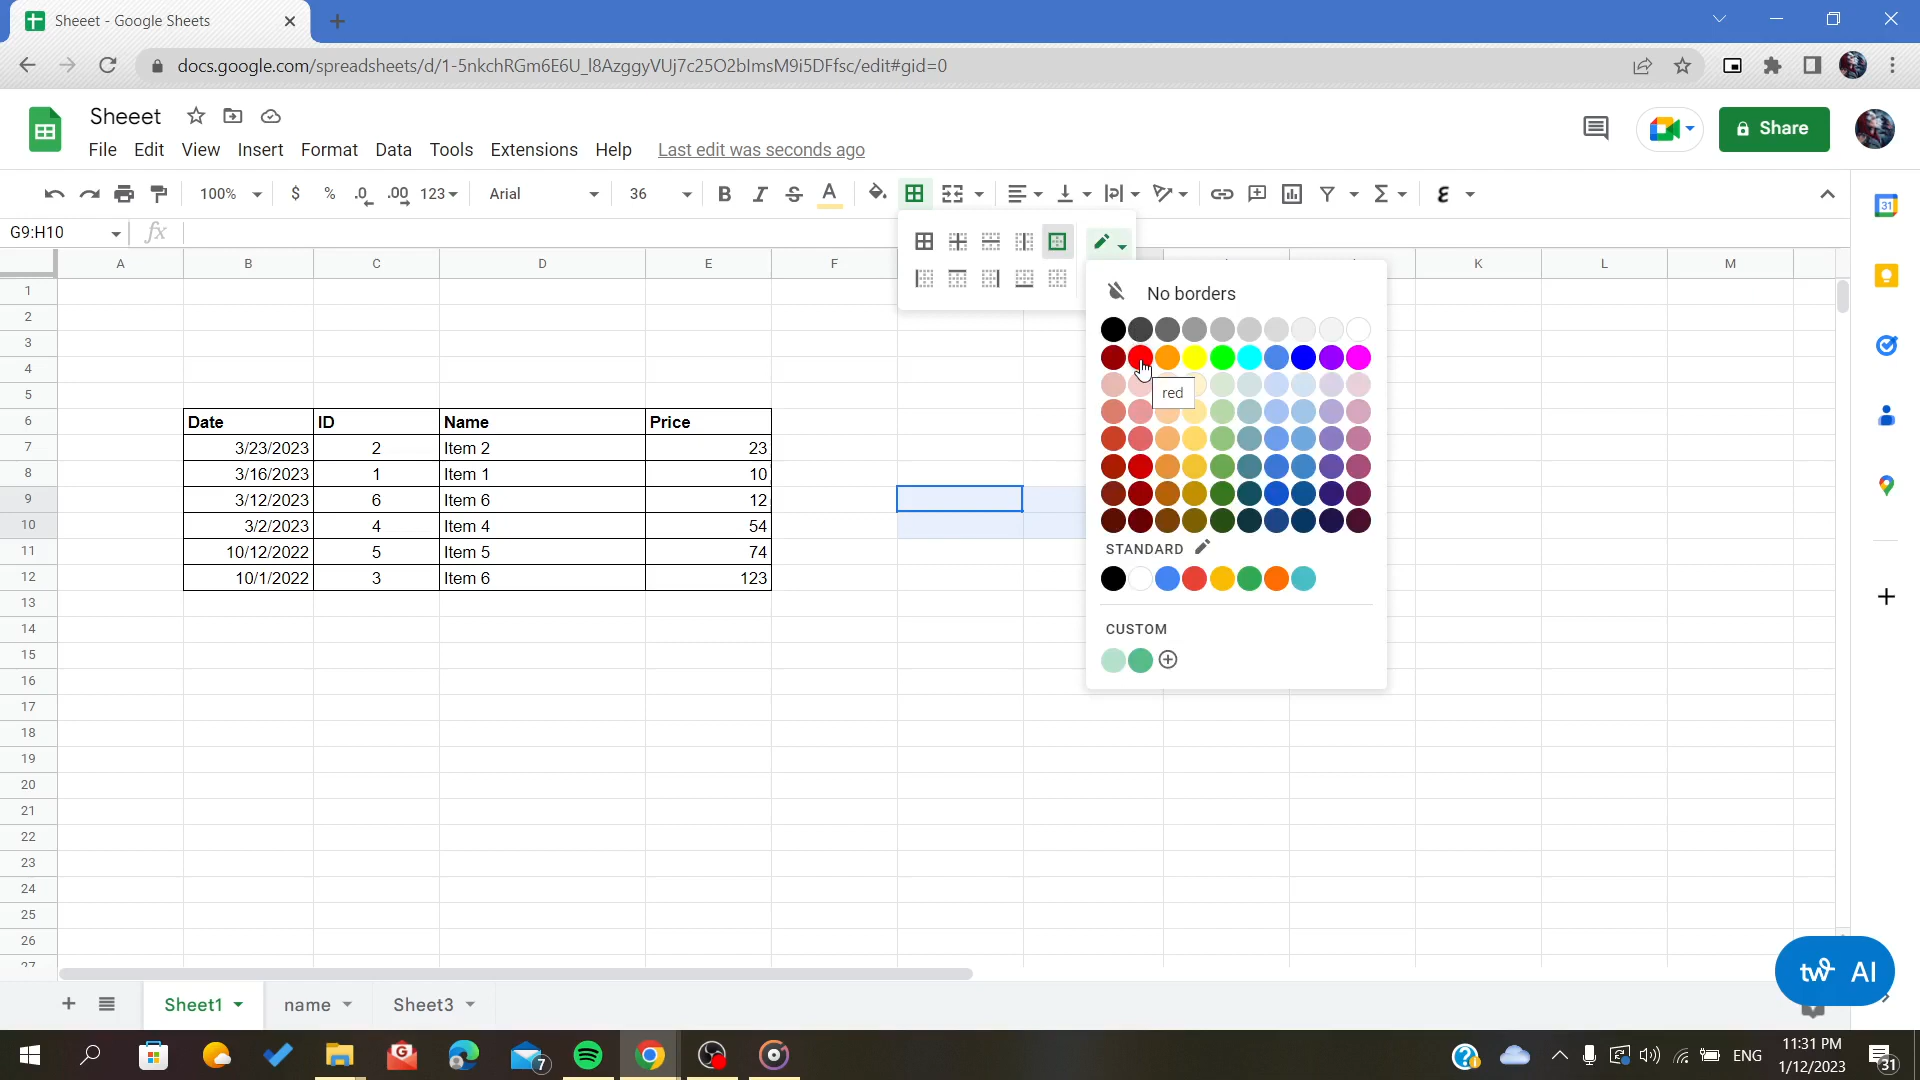 Sheeet - Google Sheets
docs.google.com/spreadsheets/d/1-5nkchRGm6E6U_I8AzggyVUj7c25O2bImsM9i5DFfsc/edit#gid=0
Sheeet
Share
File Edit View Insert Format Data Tools Extensions Help Last edit was seconds ago
100% $ % .0 .00 123 Arial 36 B I S A
31
G9:H10 fx
A B C D E F K L M
No borders
red
1
2
3
4
5
6 Date ID Name Price
7 3/23/2023 2 Item 2 23
8 3/16/2023 1 Item 1 10
9 3/12/2023 6 Item 6 12
10 3/2/2023 4 Item 4 54
11 10/12/2022 5 Item 5 74
12 10/1/2022 3 Item 6 123
13
14
15
16
17
18
19
20
21
22
23
24
25
26
27
STANDARD
CUSTOM
AI
Sheet1 name Sheet3
7
ENG
11:31 PM
1/12/2023
31